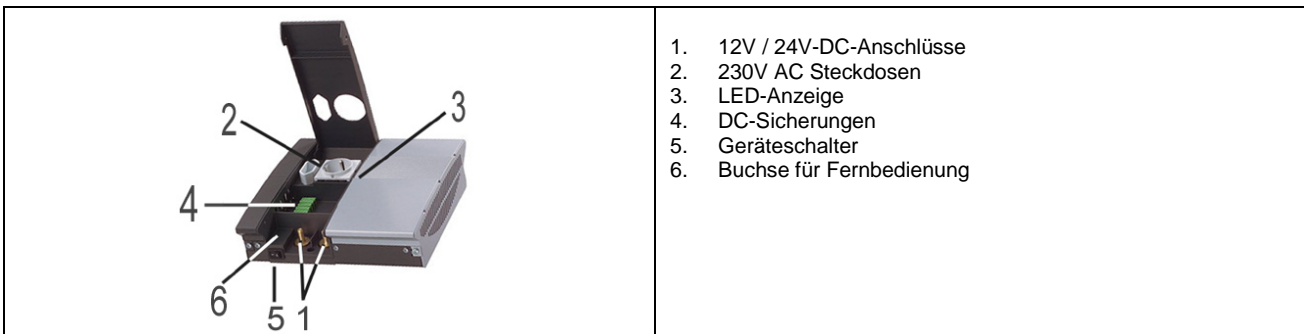 2
3
4
6
5
1
1. 12V / 24V-DC-Anschlüsse
2. 230V AC Steckdosen
3. LED-Anzeige
4. DC-Sicherungen
5. Geräteschalter
6. Buchse für Fernbedienung